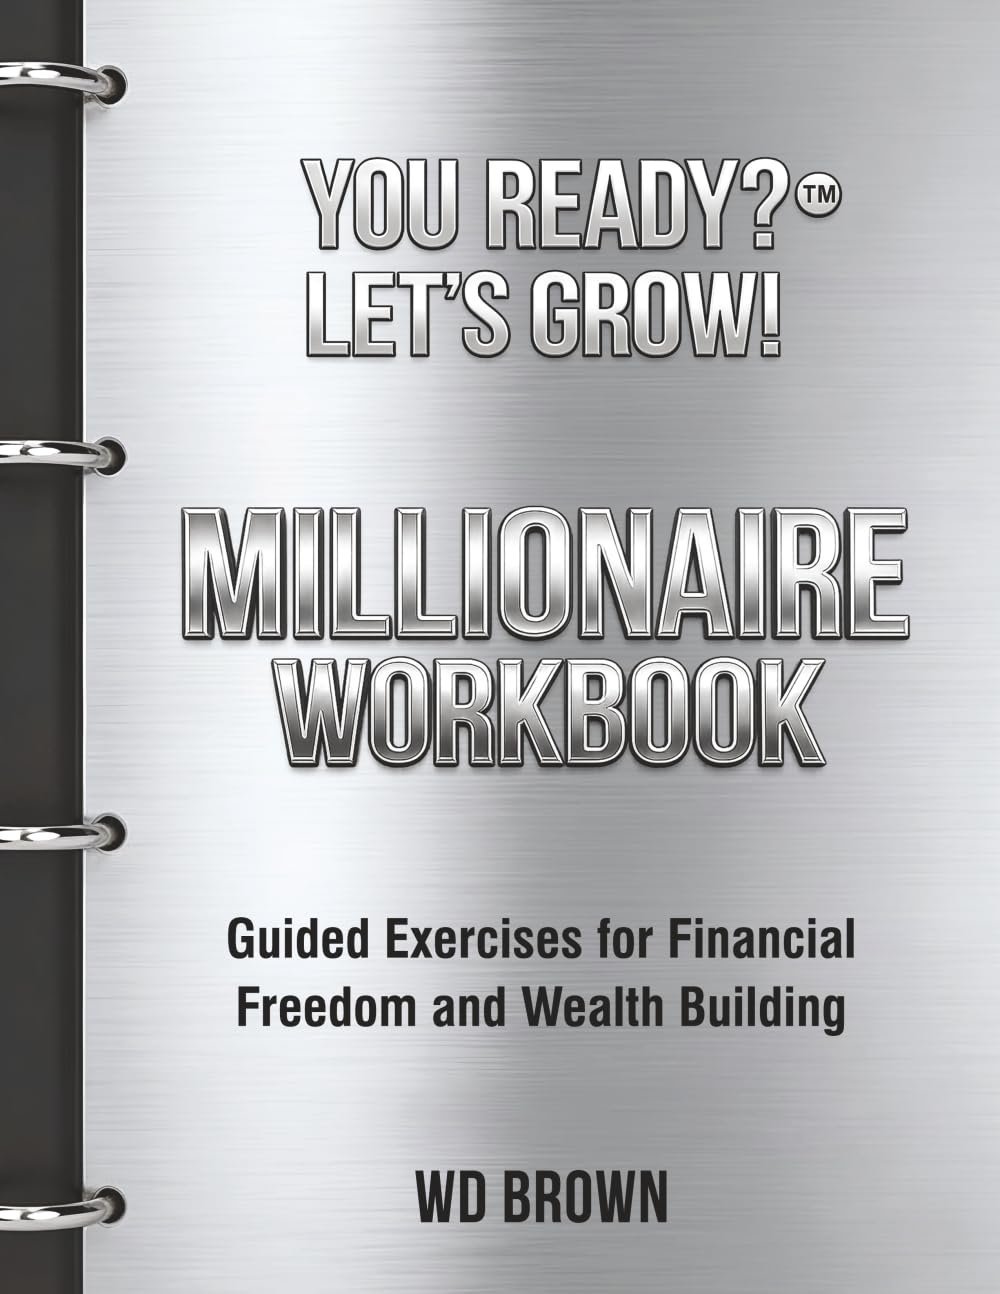 YOU READY?™
LET'S GROW!
MILLIONAIRE
WORKBOOK
Guided Exercises for Financial
Freedom and Wealth Building
WD BROWN